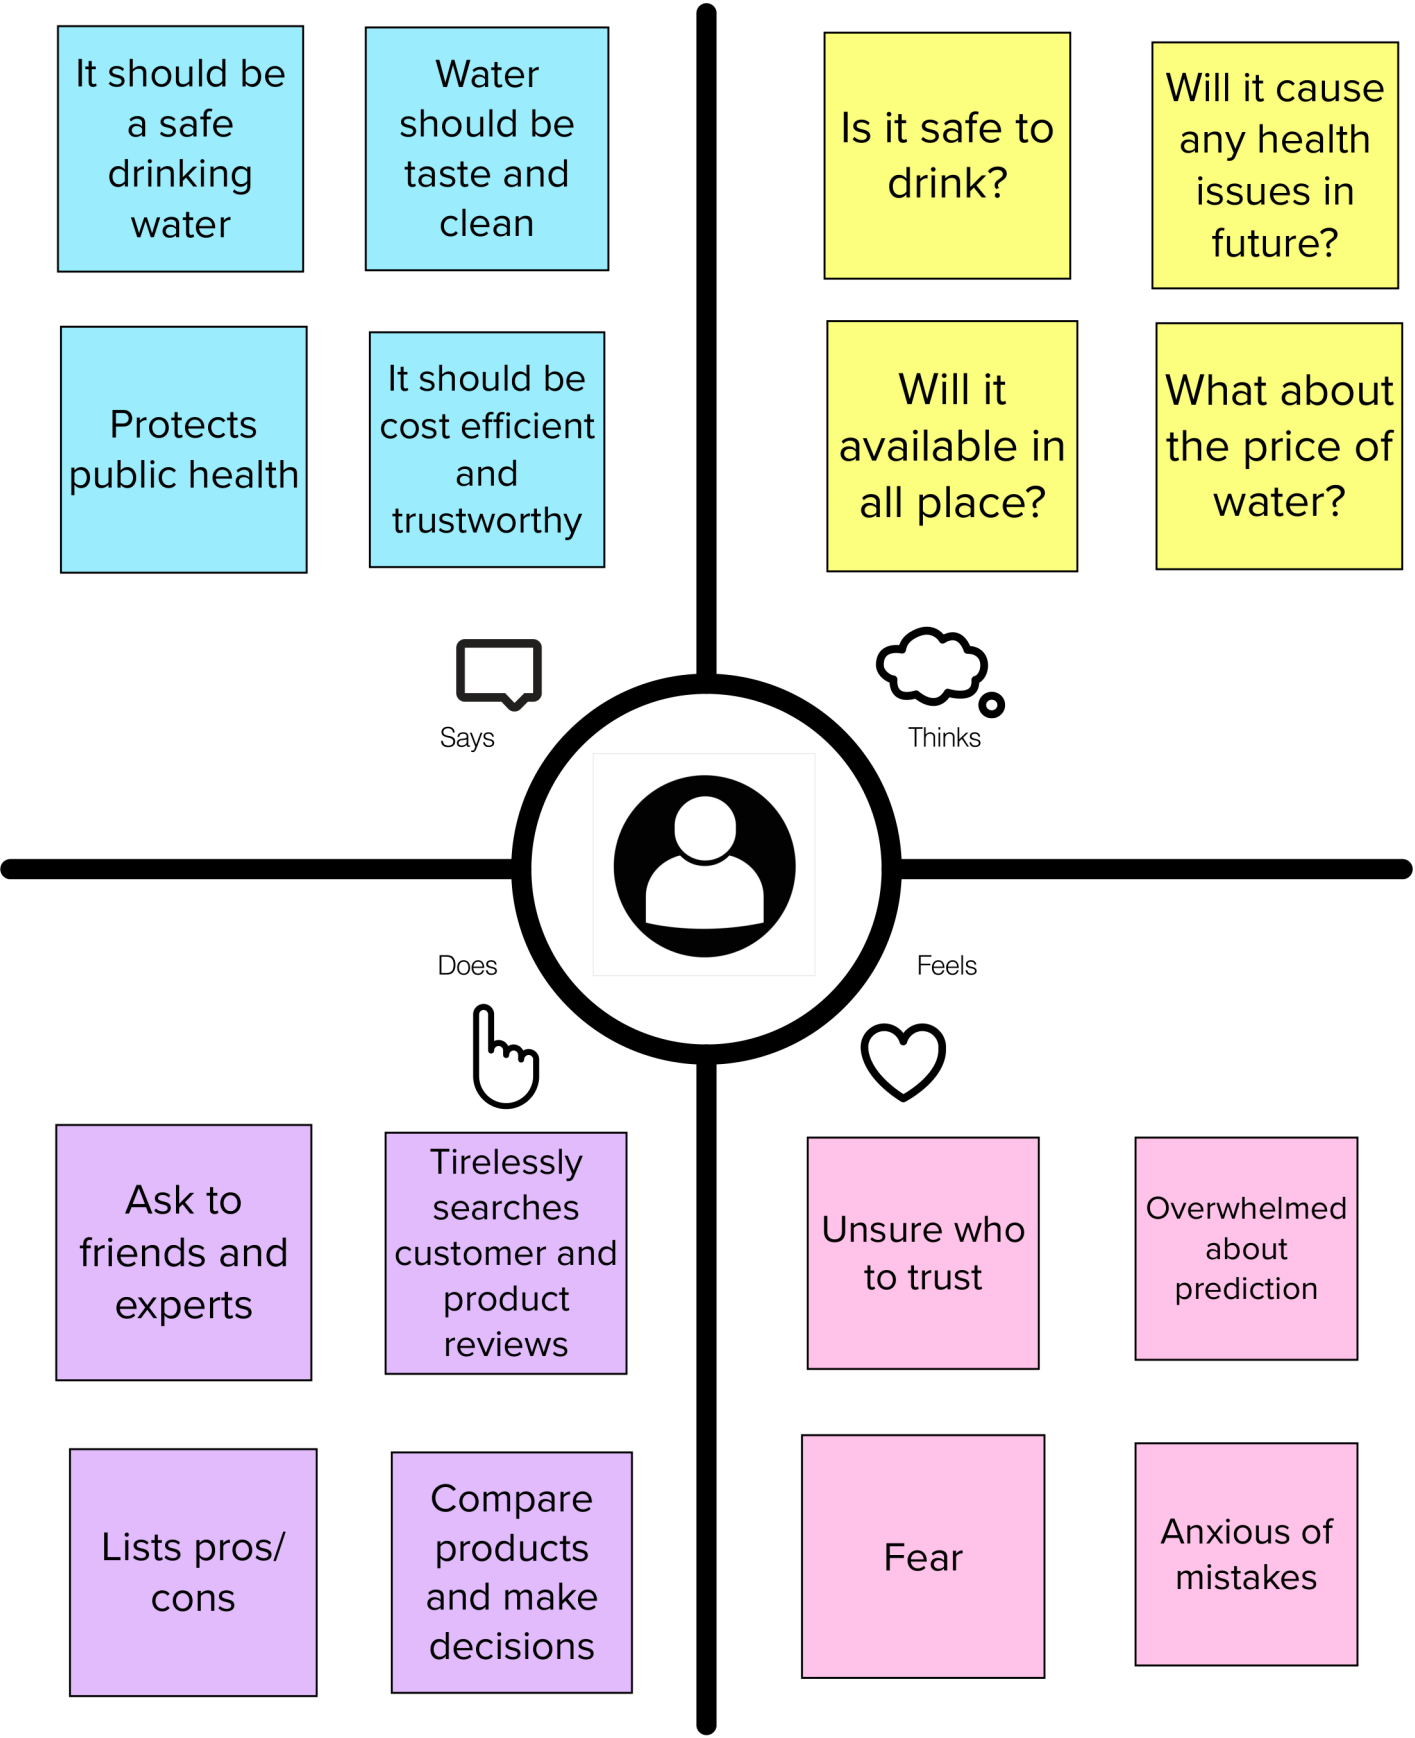 It should be
a safe
drinking
water
Water
should be
taste and
clean
Protects
public health
It should be
cost efficient
and
trustworthy
Says
Is it safe to
drink?
Will it cause
any health
issues in
future?
Will it
available in
all place?
What about
the price of
water?
Thinks
Does
Ask to
friends and
experts
Tirelessly
searches
customer and
product
reviews
Lists pros/
cons
Compare
products
and make
decisions
Feels
Unsure who
to trust
Overwhelmed
about
prediction
Fear
Anxious of
mistakes